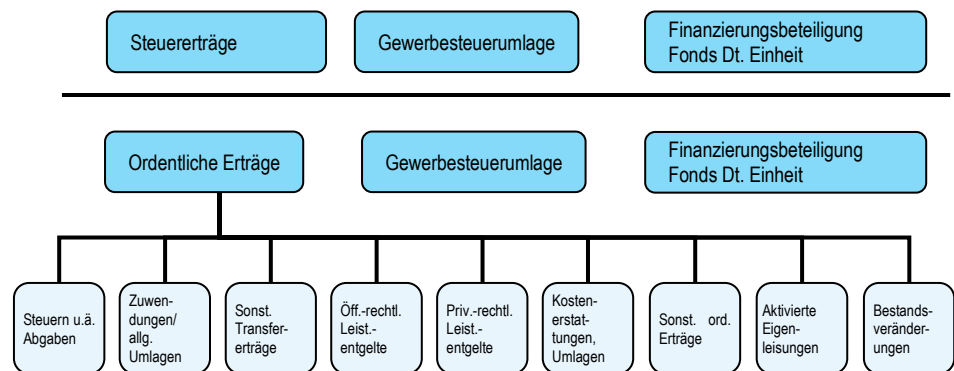 Steuererträge
Gewerbesteuerumlage
Finanzierungsbeteiligung
Fonds Dt. Einheit
Ordentliche Erträge
Gewerbesteuerumlage
Finanzierungsbeteiligung
Fonds Dt. Einheit
Steuern u.ä.
Abgaben
Zuwen-
dungen/
allg.
Umlagen
Sonst.
Transfer-
erträge
Öff.-rechtl.
Leist.-
entgelte
Priv.-rechtl.
Leist.-
entgelte
Kosten-
erstat-
tungen,
Umlagen
Sonst. ord.
Erträge
Aktivierte
Eigen-
leisungen
Bestands-
veränder-
ungen